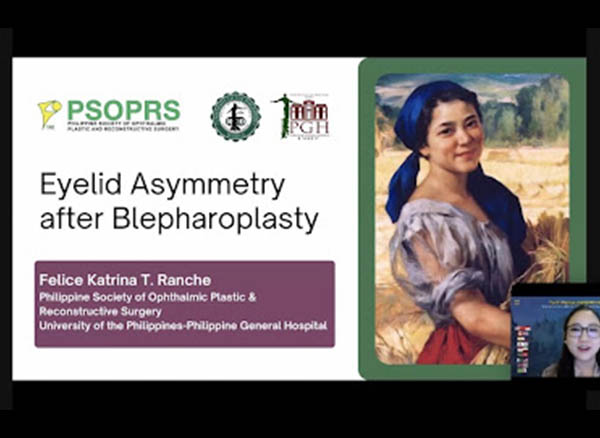 PSOPRS
PHILIPPINE SOCIETY OF OPHTHALMIC
PLASTIC AND RECONSTRUCTIVE SURGERY
PGH
Eyelid Asymmetry
after Blepharoplasty
Felice Katrina T. Ranche
Philippine Society of Ophthalmic Plastic &
Reconstructive Surgery
University of the Philippines-Philippine General Hospital